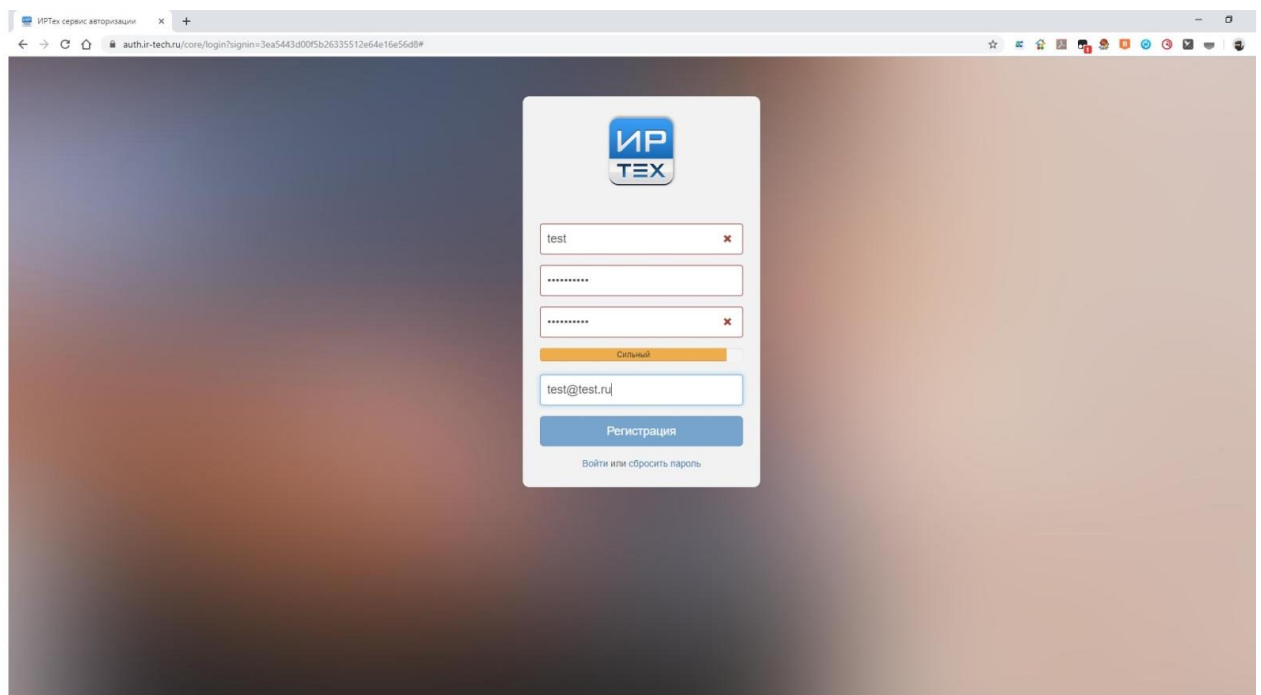 ИРТех сервис авторизации
auth.ir-tech.ru/core/login?signin=3ea5443d00f5b26335512e64e16e56d8#
ИР
ТЕХ
test
••••••••••
••••••••••
Сильный
test@test.ru
Регистрация
Войти или сбросить пароль